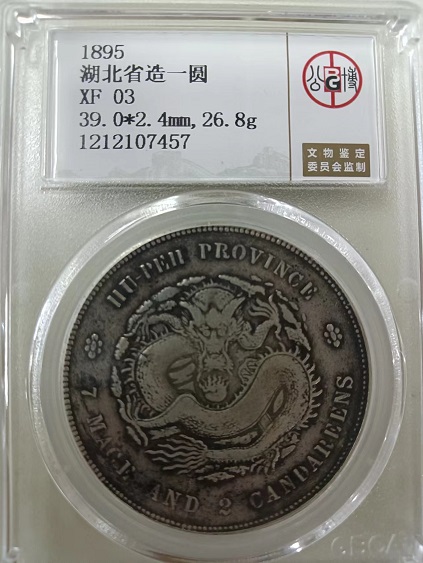 1895
湖北省造一圆
XF 03
39.0*2.4mm,26.8g
1212107457
公 博
G
文物鉴定
委员会监制
HU-PEH PROVINCE
7 MACE AND 2 CANDAREENS